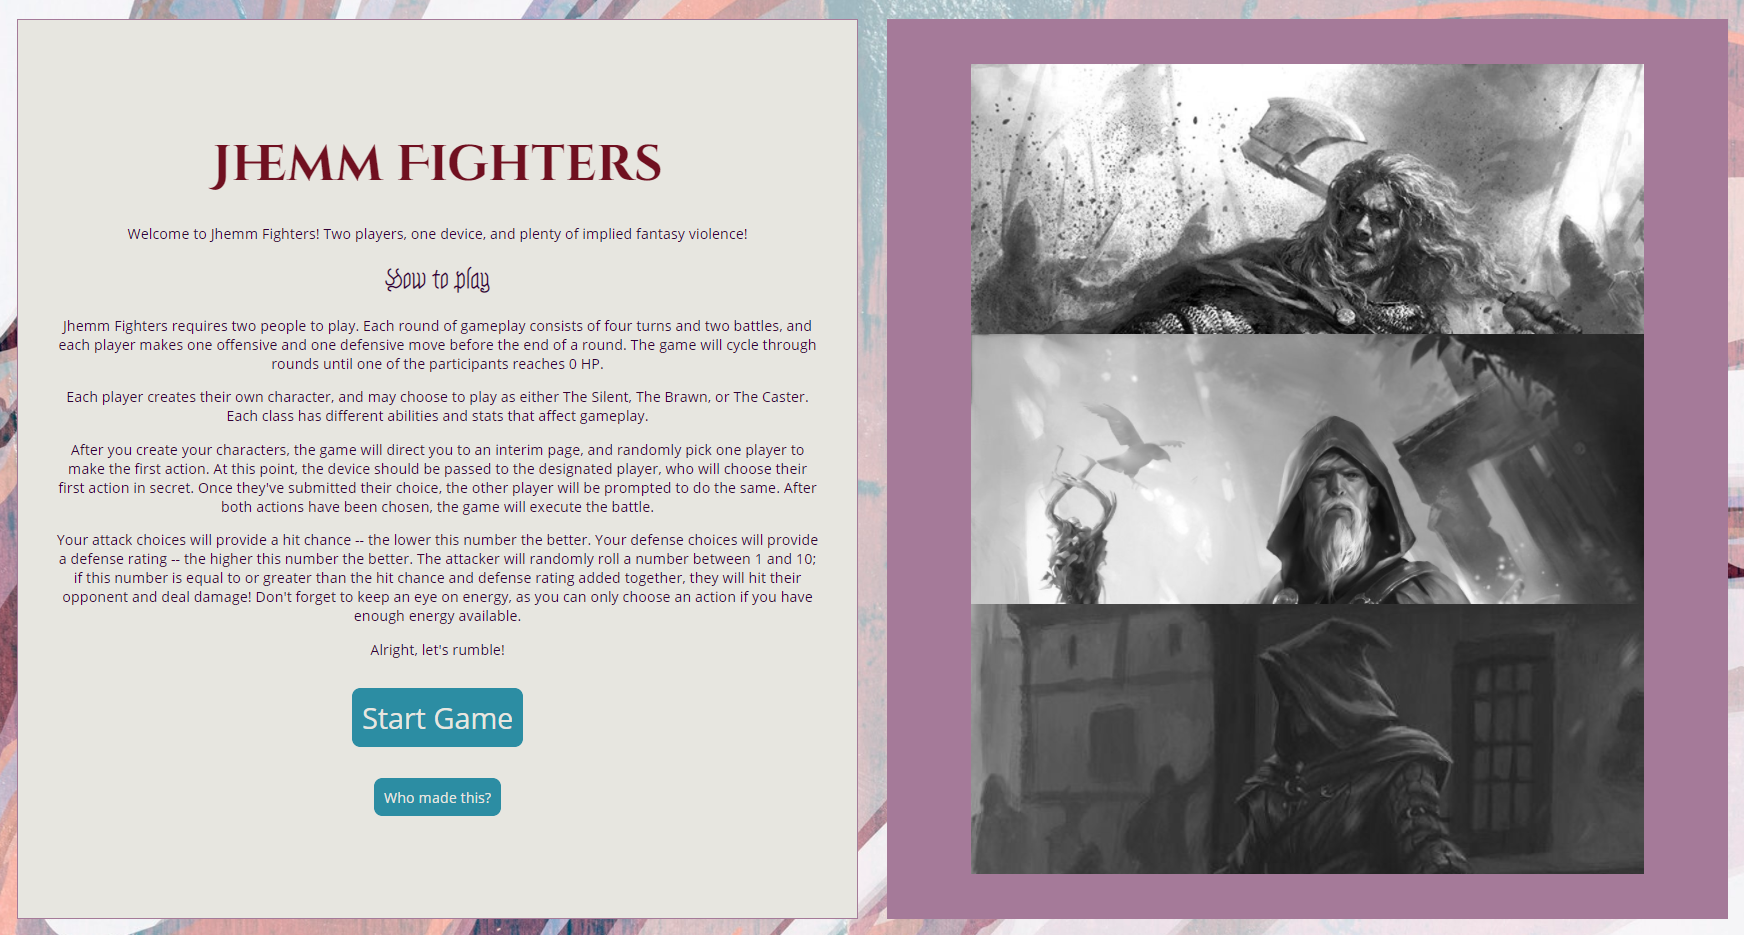 Jhemm Fighters
Welcome to Jhemm Fighters! Two players, one device, and plenty of implied fantasy violence!
How to play
Jhemm Fighters requires two people to play. Each round of gameplay consists of four turns and two battles, and
each player makes one offensive and one defensive move before the end of a round. The game will cycle through
rounds until one of the participants reaches 0 HP.
Each player creates their own character, and may choose to play as either The Silent, The Brawn, or The Caster.
Each class has different abilities and stats that affect gameplay.
After you create your characters, the game will direct you to an interim page, and randomly pick one player to
make the first action. At this point, the device should be passed to the designated player, who will choose their
first action in secret. Once they've submitted their choice, the other player will be prompted to do the same. After
both actions have been chosen, the game will execute the battle.
Your attack choices will provide a hit chance -- the lower this number the better. Your defense choices will provide
a defense rating -- the higher this number the better. The attacker will randomly roll a number between 1 and 10;
if this number is equal to or greater than the hit chance and defense rating added together, they will hit their
opponent and deal damage! Don't forget to keep an eye on energy, as you can only choose an action if you have
enough energy available.
Alright, let's rumble!
Start Game
Who made this?